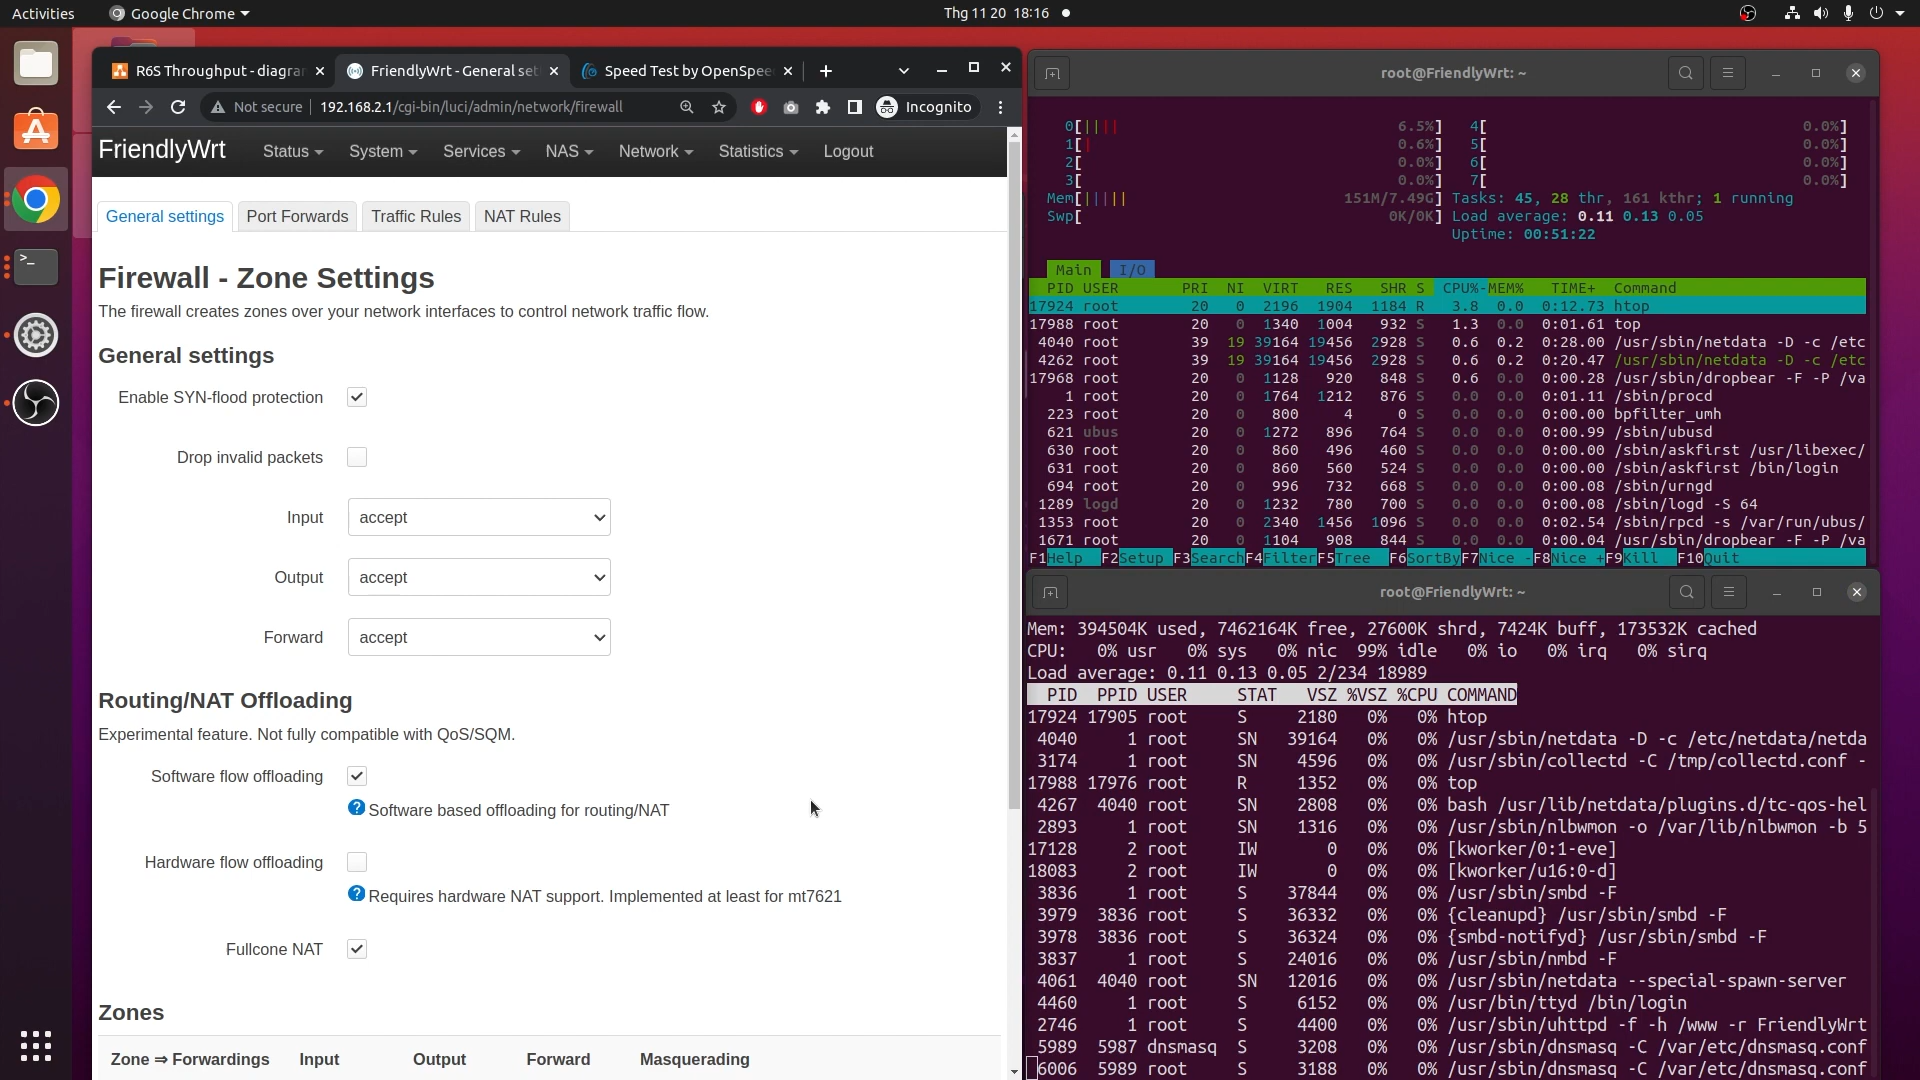 Activities
Google Chrome
Thg 11 20 18:16
R6S Throughput - diagra
FriendlyWrt - General set
Speed Test by OpenSpee
Not secure
192.168.2.1/cgi-bin/luci/admin/network/firewall
Incognito
FriendlyWrt
Status
System
Services
NAS
Network
Statistics
Logout
General settings
Port Forwards
Traffic Rules
NAT Rules
Firewall - Zone Settings
The firewall creates zones over your network interfaces to control network traffic flow.
General settings
Enable SYN-flood protection
Drop invalid packets
Input accept
Output accept
Forward accept
Routing/NAT Offloading
Experimental feature. Not fully compatible with QoS/SQM.
Software flow offloading
Software based offloading for routing/NAT
Hardware flow offloading
Requires hardware NAT support. Implemented at least for mt7621
Fullcone NAT
Zones
Zone ⇒ Forwardings Input Output Forward Masquerading
root@FriendlyWrt: ~
0[|||| 6.5%] 4[ 0.0%]
1[| 0.6%] 5[ 0.0%]
2[ 0.0%] 6[ 0.0%]
3[ 0.0%] 7[ 0.0%]
Mem[||||| 151M/7.49G] Tasks: 45, 28 thr, 161 kthr; 1 running
Swp[ 0K/0K] Load average: 0.11 0.13 0.05
Uptime: 00:51:22
Main I/O
PID USER PRI NI VIRT RES SHR S CPU%-MEM% TIME+ Command
17924 root 20 0 2196 1904 1184 R 3.8 0.0 0:12.73 htop
17988 root 20 0 1340 1004 932 S 1.3 0.0 0:01.61 top
4040 root 39 19 39164 19456 2928 S 0.6 0.2 0:28.00 /usr/sbin/netdata -D -c /etc
4262 root 39 19 39164 19456 2928 S 0.6 0.2 0:20.47 /usr/sbin/netdata -D -c /etc
17968 root 20 0 1128 920 848 S 0.6 0.0 0:00.28 /usr/sbin/dropbear -F -P /va
1 root 20 0 1764 1212 876 S 0.0 0.0 0:01.11 /sbin/procd
223 root 20 0 800 4 0 S 0.0 0.0 0:00.00 bpfilter_umh
621 ubus 20 0 1272 896 764 S 0.0 0.0 0:00.99 /sbin/ubusd
630 root 20 0 860 496 460 S 0.0 0.0 0:00.00 /sbin/askfirst /usr/libexec/
631 root 20 0 860 560 524 S 0.0 0.0 0:00.00 /sbin/askfirst /bin/login
694 root 20 0 996 732 668 S 0.0 0.0 0:00.08 /sbin/urngd
1289 logd 20 0 1232 780 700 S 0.0 0.0 0:00.08 /sbin/logd -S 64
1353 root 20 0 2340 1456 1096 S 0.0 0.0 0:02.54 /sbin/rpcd -s /var/run/ubus/
1671 root 20 0 1104 908 844 S 0.0 0.0 0:00.04 /usr/sbin/dropbear -F -P /va
F1Help F2Setup F3SearchF4FilterF5Tree F6SortByF7Nice -F8Nice +F9Kill F10Quit
root@FriendlyWrt: ~
Mem: 394504K used, 7462164K free, 27600K shrd, 7424K buff, 173532K cached
CPU: 0% usr 0% sys 0% nic 99% idle 0% io 0% irq 0% sirq
Load average: 0.11 0.13 0.05 2/234 18989
PID PPID USER STAT VSZ %VSZ %CPU COMMAND
17924 17905 root S 2180 0% 0% htop
4040 1 root SN 39164 0% 0% /usr/sbin/netdata -D -c /etc/netdata/netda
3174 1 root SN 4596 0% 0% /usr/sbin/collectd -C /tmp/collectd.conf -
17988 17976 root R 1352 0% 0% top
4267 4040 root SN 2808 0% 0% bash /usr/lib/netdata/plugins.d/tc-qos-hel
2893 1 root SN 1316 0% 0% /usr/sbin/nlbwmon -o /var/lib/nlbwmon -b 5
17128 2 root IW 0 0% 0% [kworker/0:1-eve]
18083 2 root IW 0 0% 0% [kworker/u16:0-d]
3836 1 root S 37844 0% 0% /usr/sbin/smbd -F
3979 3836 root S 36332 0% 0% {cleanupd} /usr/sbin/smbd -F
3978 3836 root S 36324 0% 0% {smbd-notifyd} /usr/sbin/smbd -F
3837 1 root S 24016 0% 0% /usr/sbin/nmbd -F
4061 4040 root SN 12016 0% 0% /usr/sbin/netdata --special-spawn-server
4460 1 root S 6152 0% 0% /usr/bin/ttyd /bin/login
2746 1 root S 4400 0% 0% /usr/sbin/uhttpd -f -h /www -r FriendlyWrt
5989 5987 dnsmasq S 3208 0% 0% /usr/sbin/dnsmasq -C /var/etc/dnsmasq.conf
6006 5989 root S 3188 0% 0% /usr/sbin/dnsmasq -C /var/etc/dnsmasq.conf